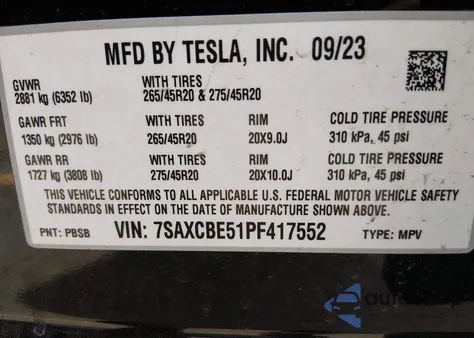 MFD BY TESLA, INC. 09/23
GVWR WITH TIRES
2881 kg (6352 lb) 265/45R20 & 275/45R20
GAWR FRT WITH TIRES RIM COLD TIRE PRESSURE
1350 kg (2976 lb) 265/45R20 20X9.0J 310 kPa, 45 psi
GAWR RR WITH TIRES RIM COLD TIRE PRESSURE
1727 kg (3808 lb) 275/45R20 20X10.0J 310 kPa, 45 psi
THIS VEHICLE CONFORMS TO ALL APPLICABLE U.S. FEDERAL MOTOR VEHICLE SAFETY
STANDARDS IN EFFECT ON THE DATE OF MANUFACTURE SHOWN ABOVE.
PNT: PBSB VIN: 7SAXCBE51PF417552 TYPE: MPV